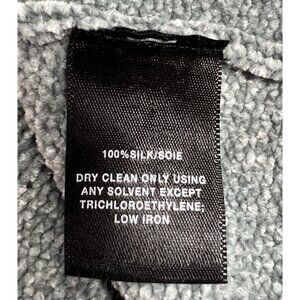 100%SILK/SOIE
DRY CLEAN ONLY USING
ANY SOLVENT EXCEPT
TRICHLOROETHYLENE;
LOW IRON